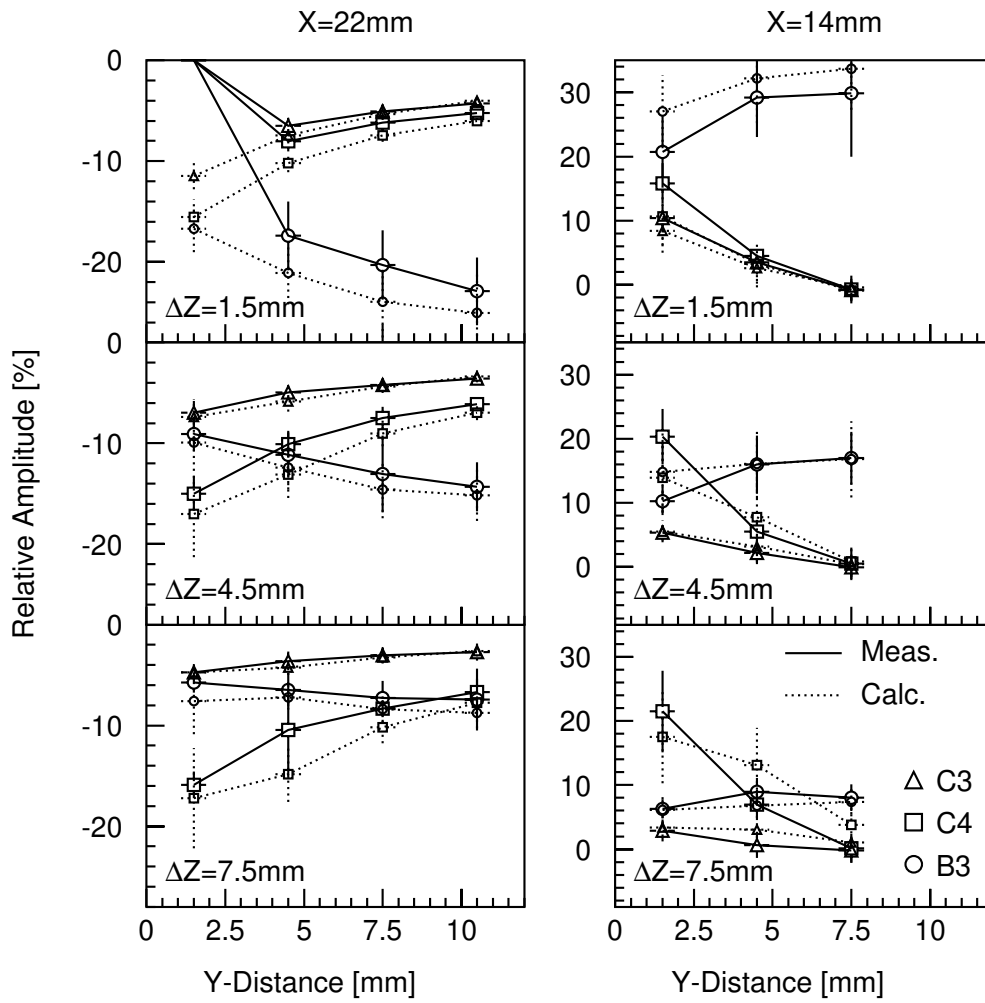 X=22mm
X=14mm
Relative Amplitude [%]
0
-10
-20
ΔZ=1.5mm
30
20
10
0
ΔZ=1.5mm
0
-10
-20
ΔZ=4.5mm
30
20
10
0
ΔZ=4.5mm
0
-10
-20
ΔZ=7.5mm
30
20
10
0
Meas.
Calc.
C3
C4
B3
ΔZ=7.5mm
0 2.5 5 7.5 10
0 2.5 5 7.5 10
Y-Distance [mm]
Y-Distance [mm]